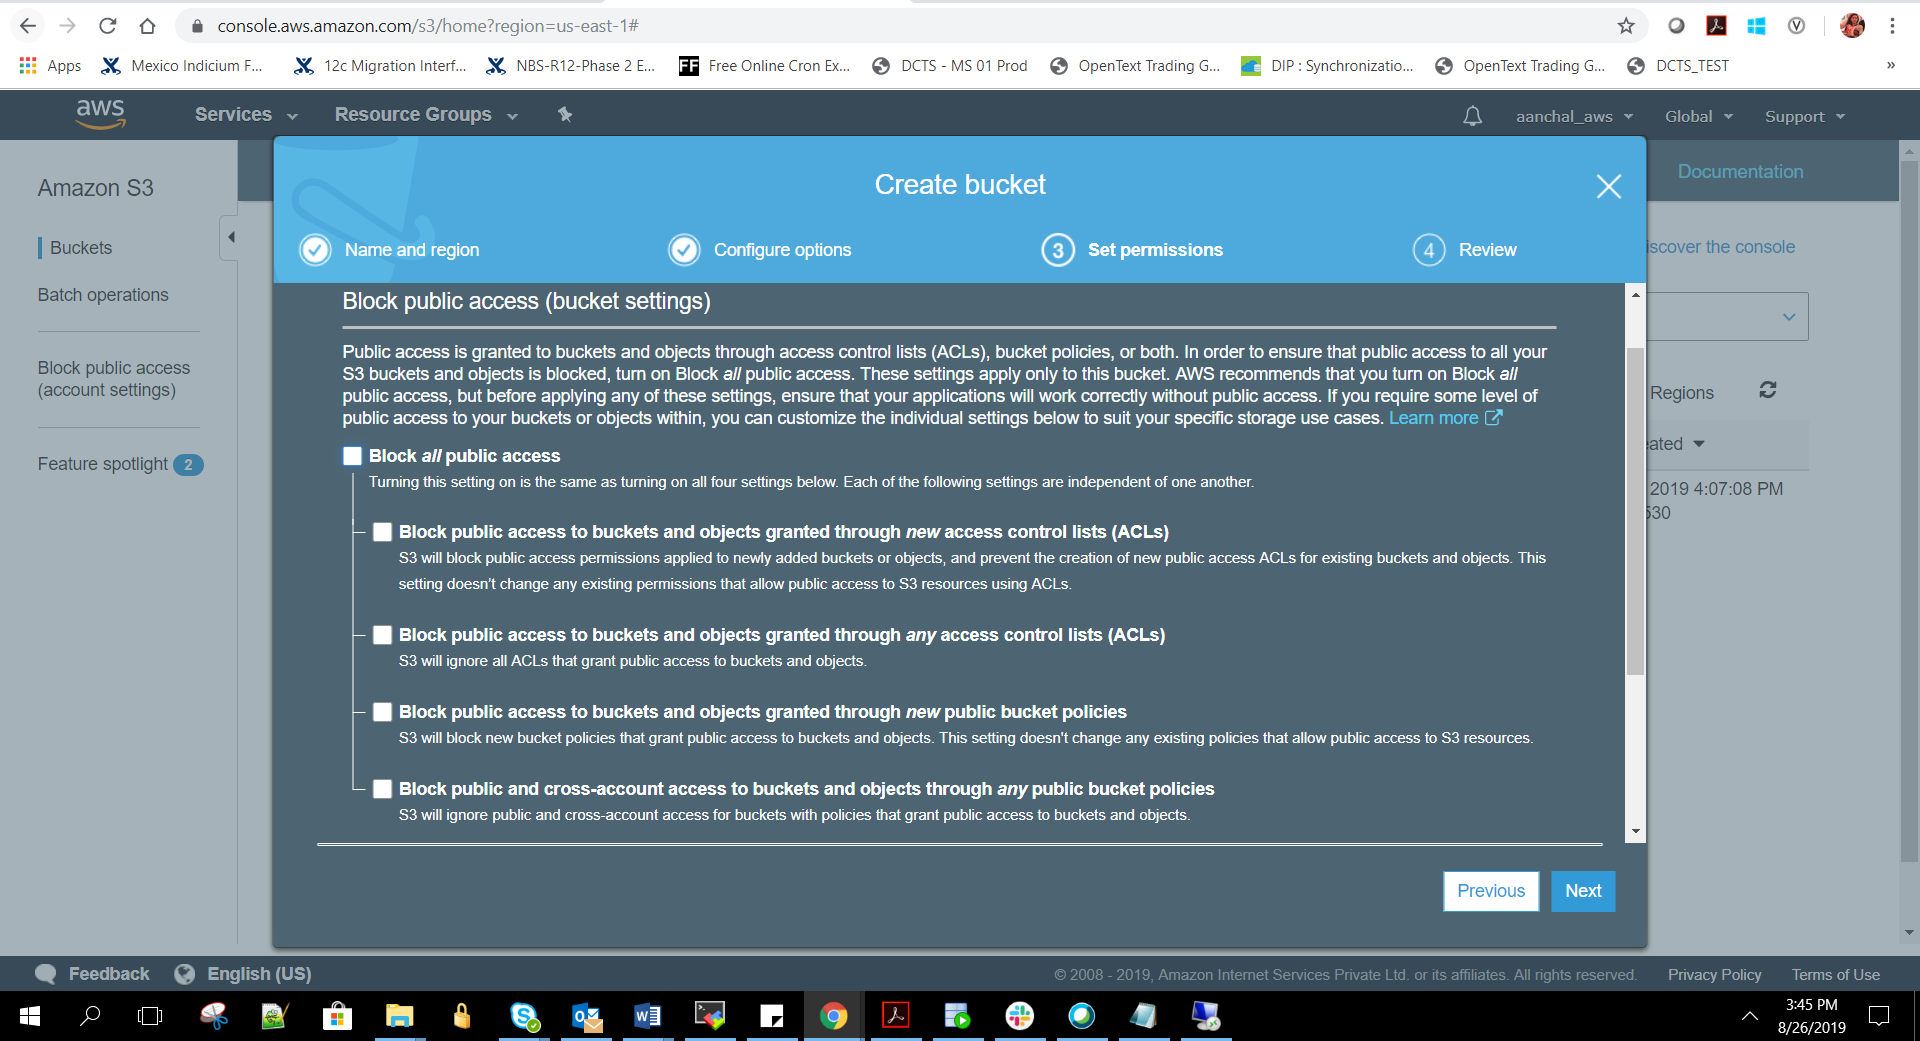 console.aws.amazon.com/s3/home?region=us-east-1#
Apps Mexico Indicium F... 12c Migration Interf... NBS-R12-Phase 2 E... FF Free Online Cron Ex... DCTS - MS 01 Prod OpenText Trading G... DIP : Synchronizatio... OpenText Trading G... DCTS_TEST »
aws Services Resource Groups aanchal_aws Global Support
Amazon S3
Buckets
Batch operations
Block public access
(account settings)
Feature spotlight 2
Documentation
iscover the console
Regions
eated
2019 4:07:08 PM
530
Create bucket
Name and region Configure options 3 Set permissions 4 Review
Block public access (bucket settings)
Public access is granted to buckets and objects through access control lists (ACLs), bucket policies, or both. In order to ensure that public access to all your
S3 buckets and objects is blocked, turn on Block all public access. These settings apply only to this bucket. AWS recommends that you turn on Block all
public access, but before applying any of these settings, ensure that your applications will work correctly without public access. If you require some level of
public access to your buckets or objects within, you can customize the individual settings below to suit your specific storage use cases. Learn more
Block all public access
Turning this setting on is the same as turning on all four settings below. Each of the following settings are independent of one another.
Block public access to buckets and objects granted through new access control lists (ACLs)
S3 will block public access permissions applied to newly added buckets or objects, and prevent the creation of new public access ACLs for existing buckets and objects. This
setting doesn't change any existing permissions that allow public access to S3 resources using ACLs.
Block public access to buckets and objects granted through any access control lists (ACLs)
S3 will ignore all ACLs that grant public access to buckets and objects.
Block public access to buckets and objects granted through new public bucket policies
S3 will block new bucket policies that grant public access to buckets and objects. This setting doesn't change any existing policies that allow public access to S3 resources.
Block public and cross-account access to buckets and objects through any public bucket policies
S3 will ignore public and cross-account access for buckets with policies that grant public access to buckets and objects.
Previous Next
Feedback English (US) © 2008 - 2019, Amazon Internet Services Private Ltd. or its affiliates. All rights reserved. Privacy Policy Terms of Use
3:45 PM
8/26/2019